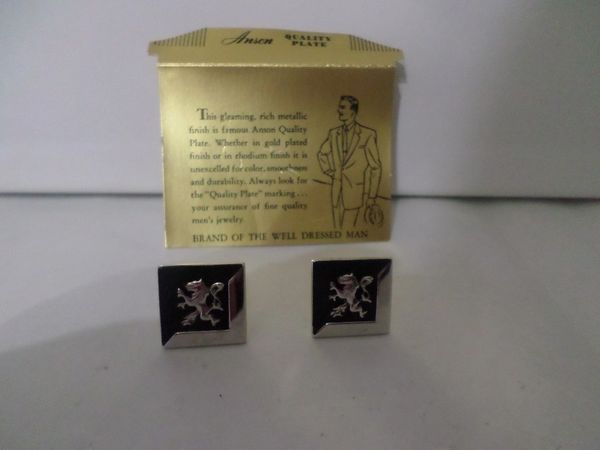 Anson QUALITY PLATE
This gleaming, rich metallic
finish is famous Anson Quality
Plate. Whether in gold plated
finish or in rhodium finish it is
unexcelled for color, smoothness
and durability. Always look for
the "Quality Plate" marking...
your assurance of fine quality
men's jewelry.
BRAND OF THE WELL DRESSED MAN